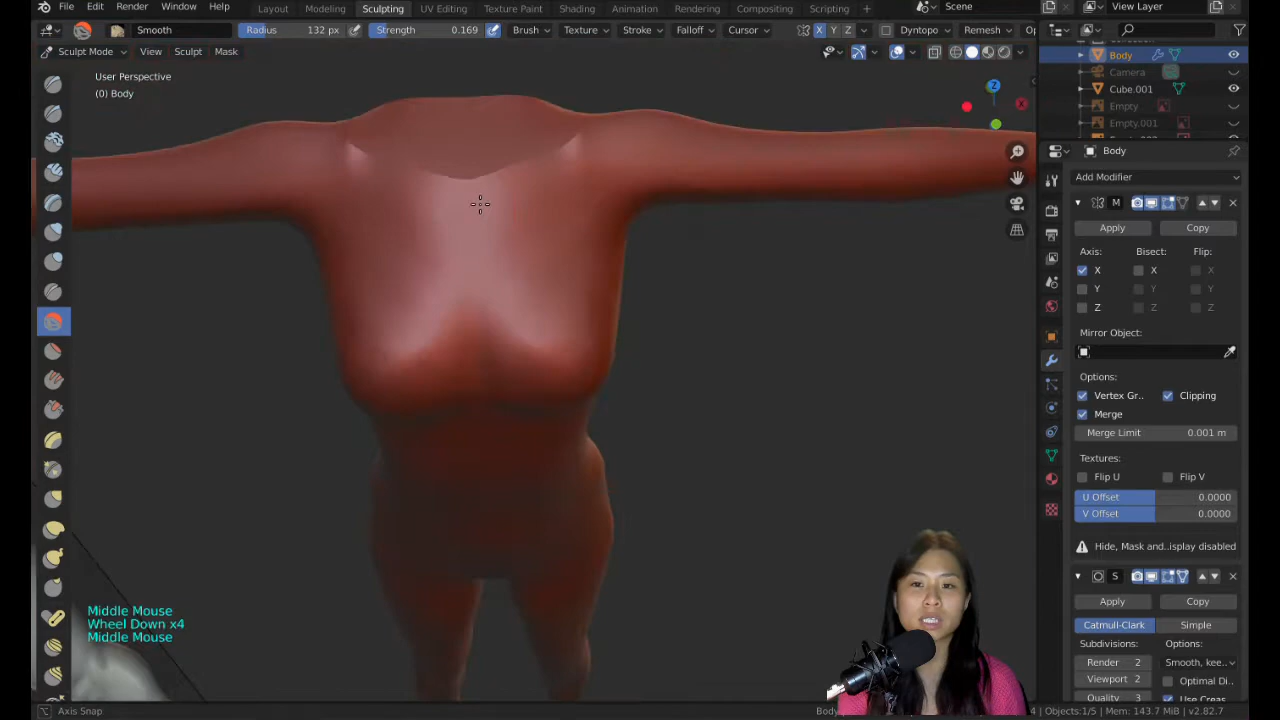 File Edit Render Window Help Layout Modeling Sculpting UV Editing Texture Paint Shading Animation Rendering Compositing Scripting Scene View Layer
Smooth Radius 132 px Strength 0.169 Brush Texture Stroke Falloff Cursor X Y Z Dyntopo Remesh
Sculpt Mode View Sculpt Mask
User Perspective
(0) Body
Z
X
Body
Camera
Cube.001
Empty
Empty.001
Body
Add Modifier
M
Apply Copy
Axis: Bisect: Flip:
X X X
Y Y Y
Z Z Z
Mirror Object:
Options:
Vertex Gr.. Clipping
Merge
Merge Limit 0.001 m
Textures:
Flip U Flip V
U Offset 0.0000
V Offset 0.0000
Hide, Mask and..isplay disabled
S
Apply Copy
Catmull-Clark Simple
Subdivisions: Options:
Render 2 Smooth, kee..
Viewport 2 Optimal Di..
Quality 3 Use Creas
Middle Mouse
Wheel Down x4
Middle Mouse
Axis Snap
Objects:1/5 | Mem: 143.7 MiB | v2.82.7